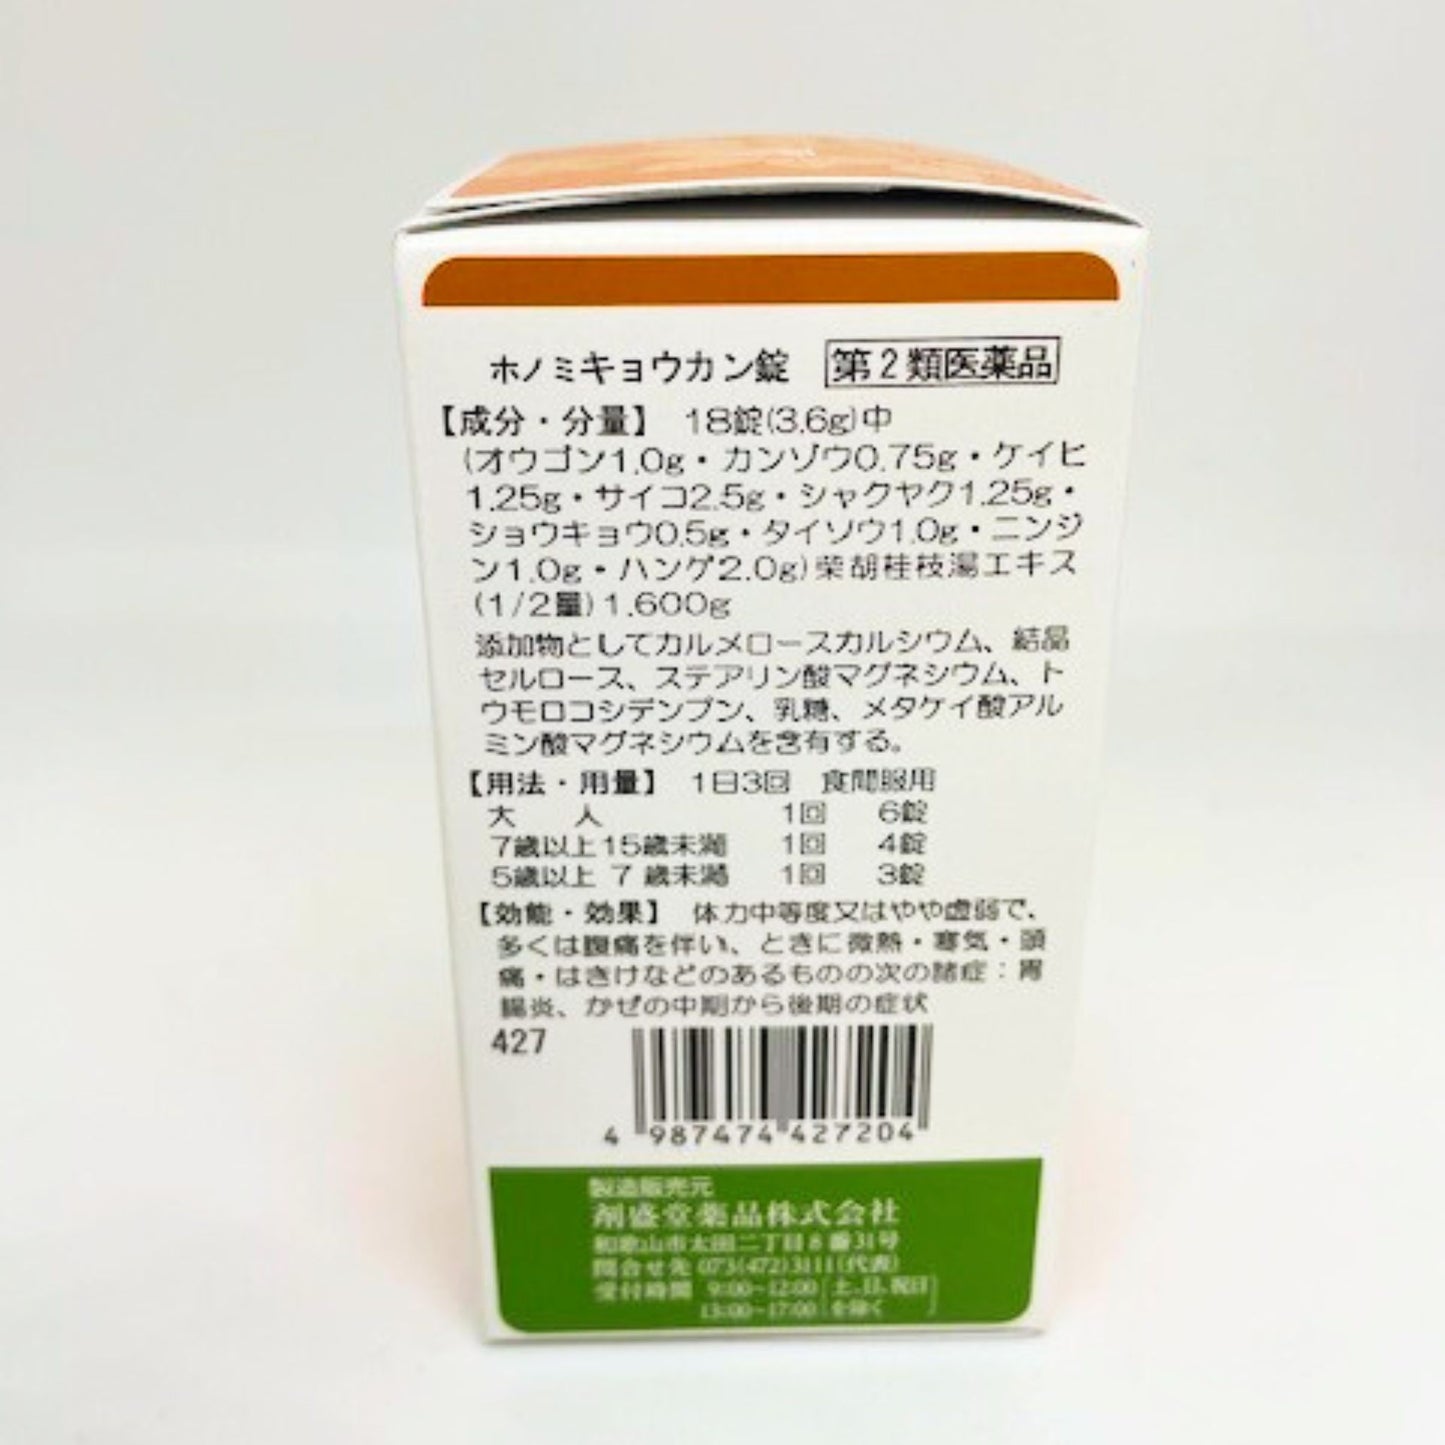 ホノミキョウカン錠 第2類医薬品
【成分・分量】 18錠(3.6g)中
(オウゴン1.0g・カンゾウ0.75g・ケイヒ
1.25g・サイコ2.5g・シャクヤク1.25g・
ショウキョウ0.5g・タイソウ1.0g・ニンジ
ン1.0g・ハンゲ2.0g)柴胡桂枝湯エキス
(1/2量)1.600g
添加物としてカルメロースカルシウム、結晶
セルロース、ステアリン酸マグネシウム、ト
ウモロコシデンプン、乳糖、メタケイ酸アル
ミン酸マグネシウムを含有する。
【用法・用量】 1日3回 食間服用
大 人 1回 6錠
7歳以上15歳未満 1回 4錠
5歳以上 7 歳未満 1回 3錠
【効能・効果】 体力中等度又はやや虚弱で、
多くは腹痛を伴い、ときに微熱・寒気・頭
痛・はきけなどのあるものの次の諸症：胃
腸炎、かぜの中期から後期の症状
427
4 987474 427204
製造販売元
剤盛堂薬品株式会社
和歌山市太田二丁目8番31号
問合せ先 073(472)3111(代表)
受付時間 9:00~12:00 [土、日、祝日
13:00~17:00 を除く]